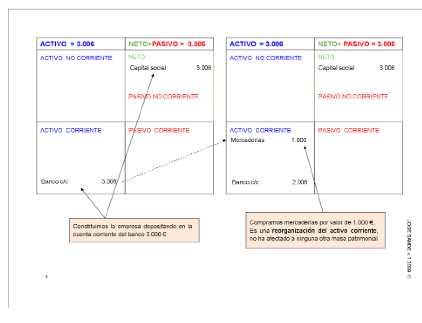 ACTIVO = 3.006
NETO+PASIVO = 3.006
ACTIVO NO CORRIENTE
NETO
Capital social 3.006
PASIVO NO CORRIENTE
ACTIVO CORRIENTE
PASIVO CORRIENTE
Banco c/c 3.006
ACTIVO = 3.006
NETO+ PASIVO = 3.006
ACTIVO NO CORRIENTE
NETO
Capital social 3.006
PASIVO NO CORRIENTE
ACTIVO CORRIENTE
PASIVO CORRIENTE
Mercaderías 1.000
Banco c/c 2.006
Constituimos la empresa depositando en la
cuenta corriente del banco 3.006 €
Compramos mercaderías por valor de 1.000 €
Es una reorganización del activo corriente,
no ha afectado a ninguna otra masa patrimonial